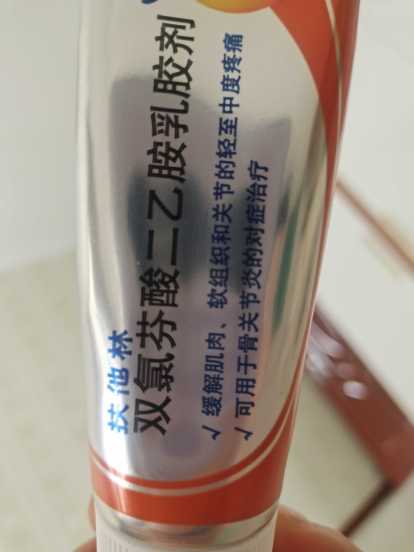 扶他林
双氯芬酸二乙胺乳胶剂
✓ 缓解肌肉、软组织和关节的轻至中度疼痛
✓ 可用于骨关节炎的对症治疗